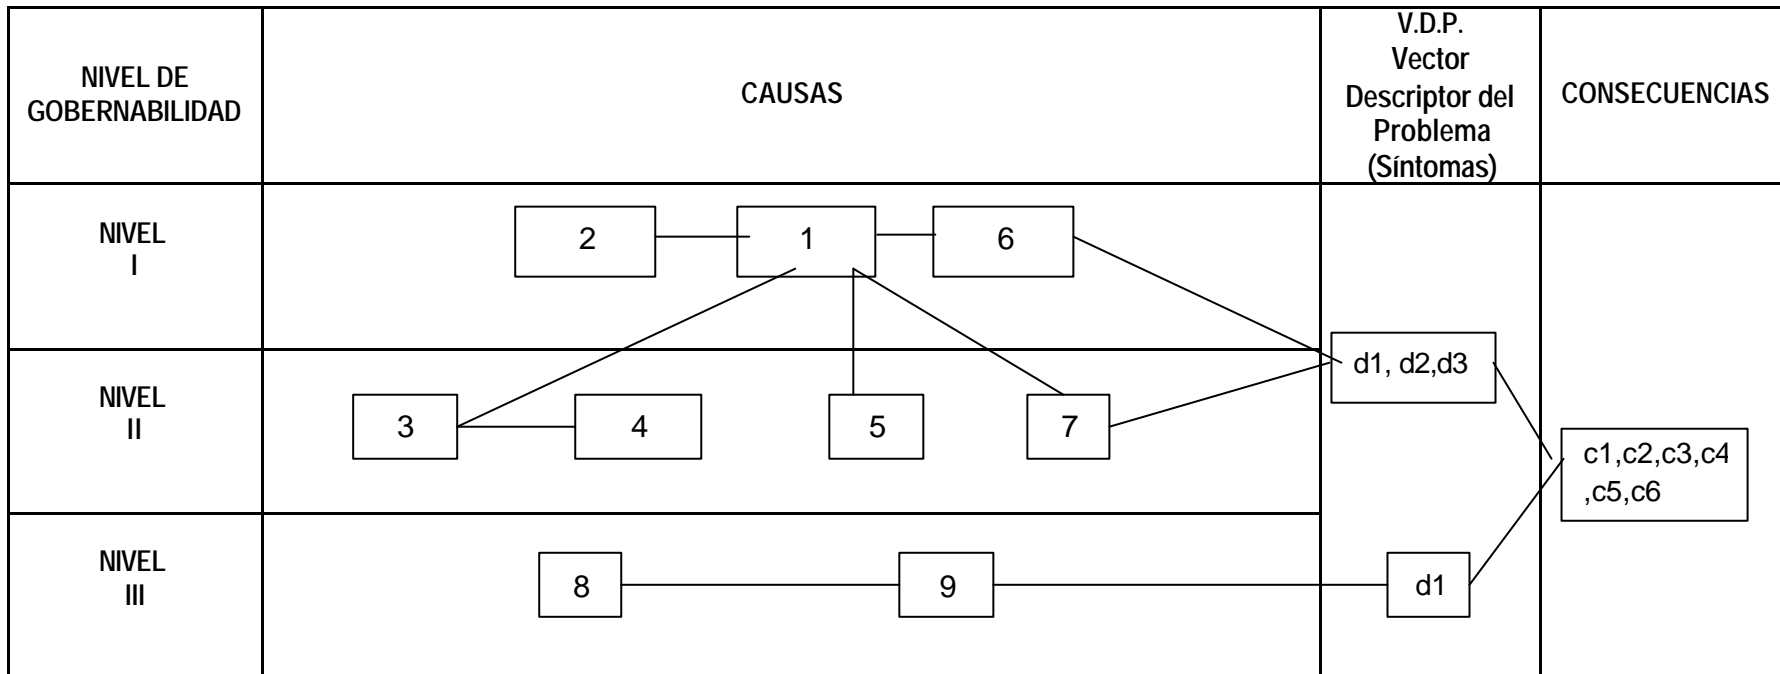 NIVEL DE
GOBERNABILIDAD
CAUSAS
V.D.P.
Vector
Descriptor del
Problema
(Síntomas)
CONSECUENCIAS
NIVEL
I
2
1
6
d1, d2,d3
NIVEL
II
3
4
5
7
c1,c2,c3,c4
,c5,c6
NIVEL
III
8
9
d1